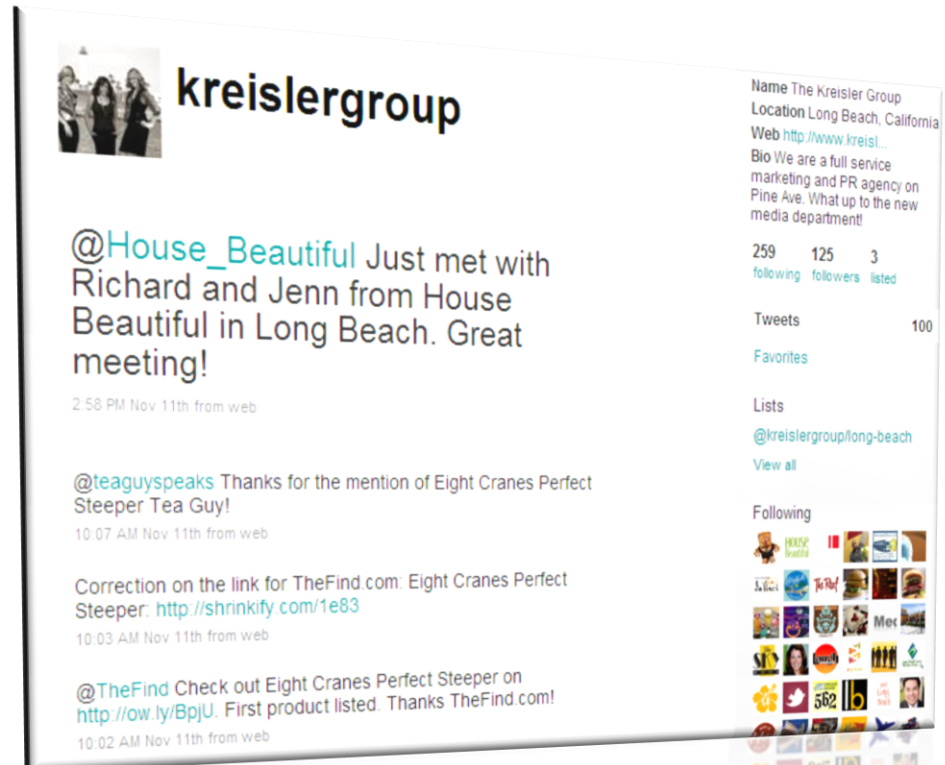 kreislergroup
@House_Beautiful Just met with
Richard and Jenn from House
Beautiful in Long Beach. Great
meeting!
2:58 PM Nov 11th from web
@teaguyspeaks Thanks for the mention of Eight Cranes Perfect
Steeper Tea Guy!
10:07 AM Nov 11th from web
Correction on the link for TheFind.com: Eight Cranes Perfect
Steeper: http://shrinkify.com/1e83
10:03 AM Nov 11th from web
@TheFind Check out Eight Cranes Perfect Steeper on
http://ow.ly/BpjU. First product listed. Thanks TheFind.com!
10:02 AM Nov 11th from web
Name The Kreisler Group
Location Long Beach, California
Web http://www.kreisl...
Bio We are a full service
marketing and PR agency on
Pine Ave. What up to the new
media department!
259 125 3
following followers listed
Tweets 100
Favorites
Lists
@kreislergroup/long-beach
View all
Following
HOUSE
Beautiful
Mec
562
lb